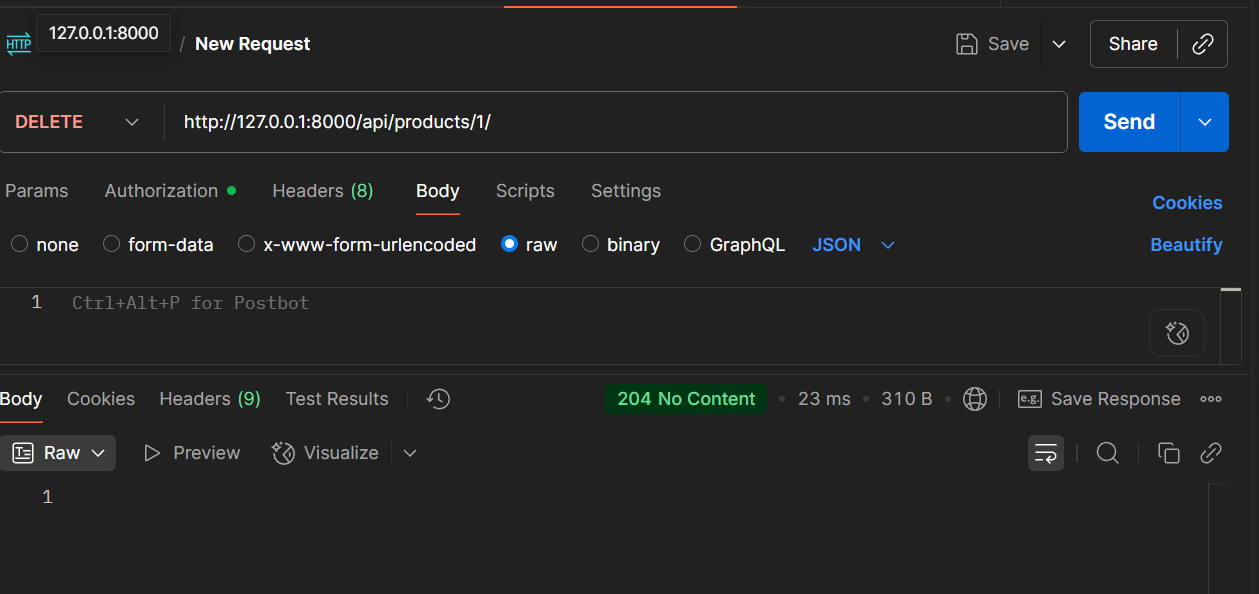 127.0.0.1:8000
HTTP / New Request Save Share
DELETE http://127.0.0.1:8000/api/products/1/ Send
Params Authorization Headers (8) Body Scripts Settings Cookies
none form-data x-www-form-urlencoded raw binary GraphQL JSON Beautify
1 Ctrl+Alt+P for Postbot
Body Cookies Headers (9) Test Results 204 No Content • 23 ms • 310 B • e.g. Save Response
Raw Preview Visualize
1